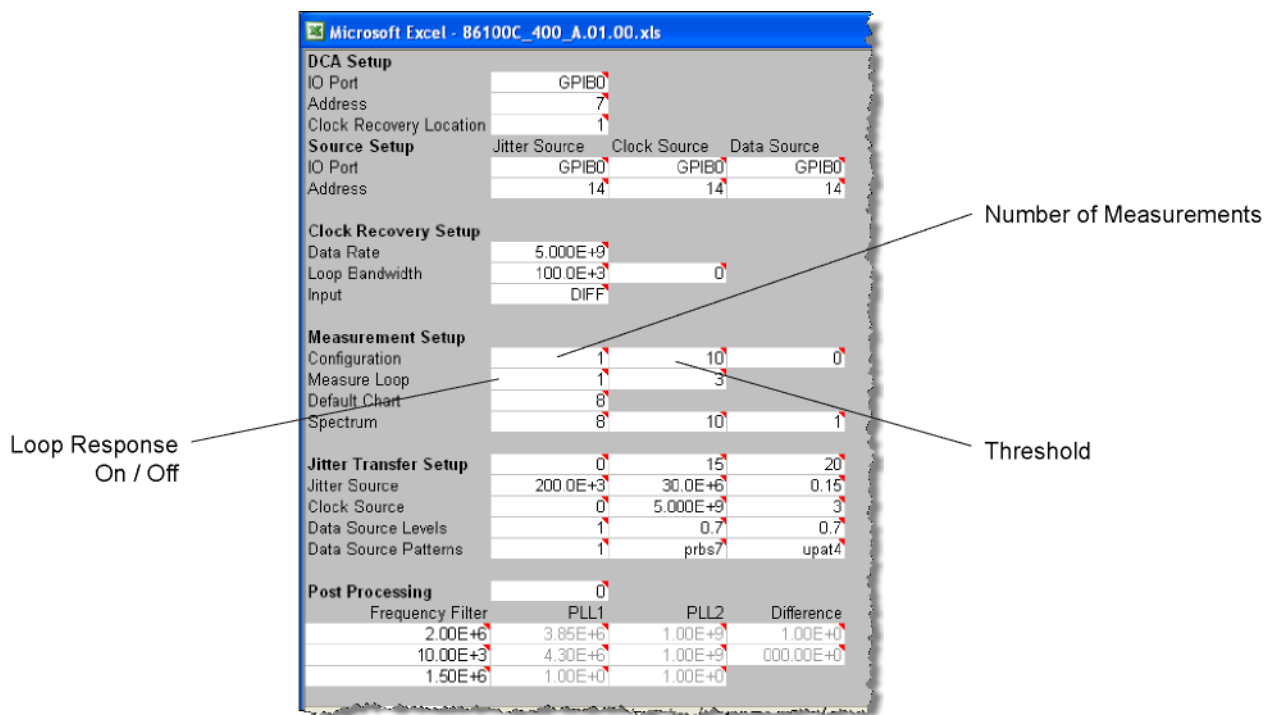 Microsoft Excel - 86100C_400_A.01.00.xls
DCA Setup
IO Port GPIB0
Address 7
Clock Recovery Location 1
Source Setup Jitter Source Clock Source Data Source
IO Port GPIB0 GPIB0 GPIB0
Address 14 14 14
Number of Measurements
Clock Recovery Setup
Data Rate 5.000E+9
Loop Bandwidth 100.0E+3 0
Input DIFF
Measurement Setup
Configuration 1 10 0
Measure Loop 1 3
Default Chart 8
Spectrum 8 10 1
Loop Response
On / Off
Threshold
Jitter Transfer Setup 0 15 20
Jitter Source 200.0E+3 30.0E+6 0.15
Clock Source 0 5.000E+9 3
Data Source Levels 1 0.7 0.7
Data Source Patterns 1 prbs7 upat4
Post Processing 0
Frequency Filter PLL1 PLL2 Difference
2.00E+6 3.85E+6 1.00E+9 1.00E+0
10.00E+3 4.30E+6 1.00E+9 000.00E+0
1.50E+6 1.00E+0 1.00E+0